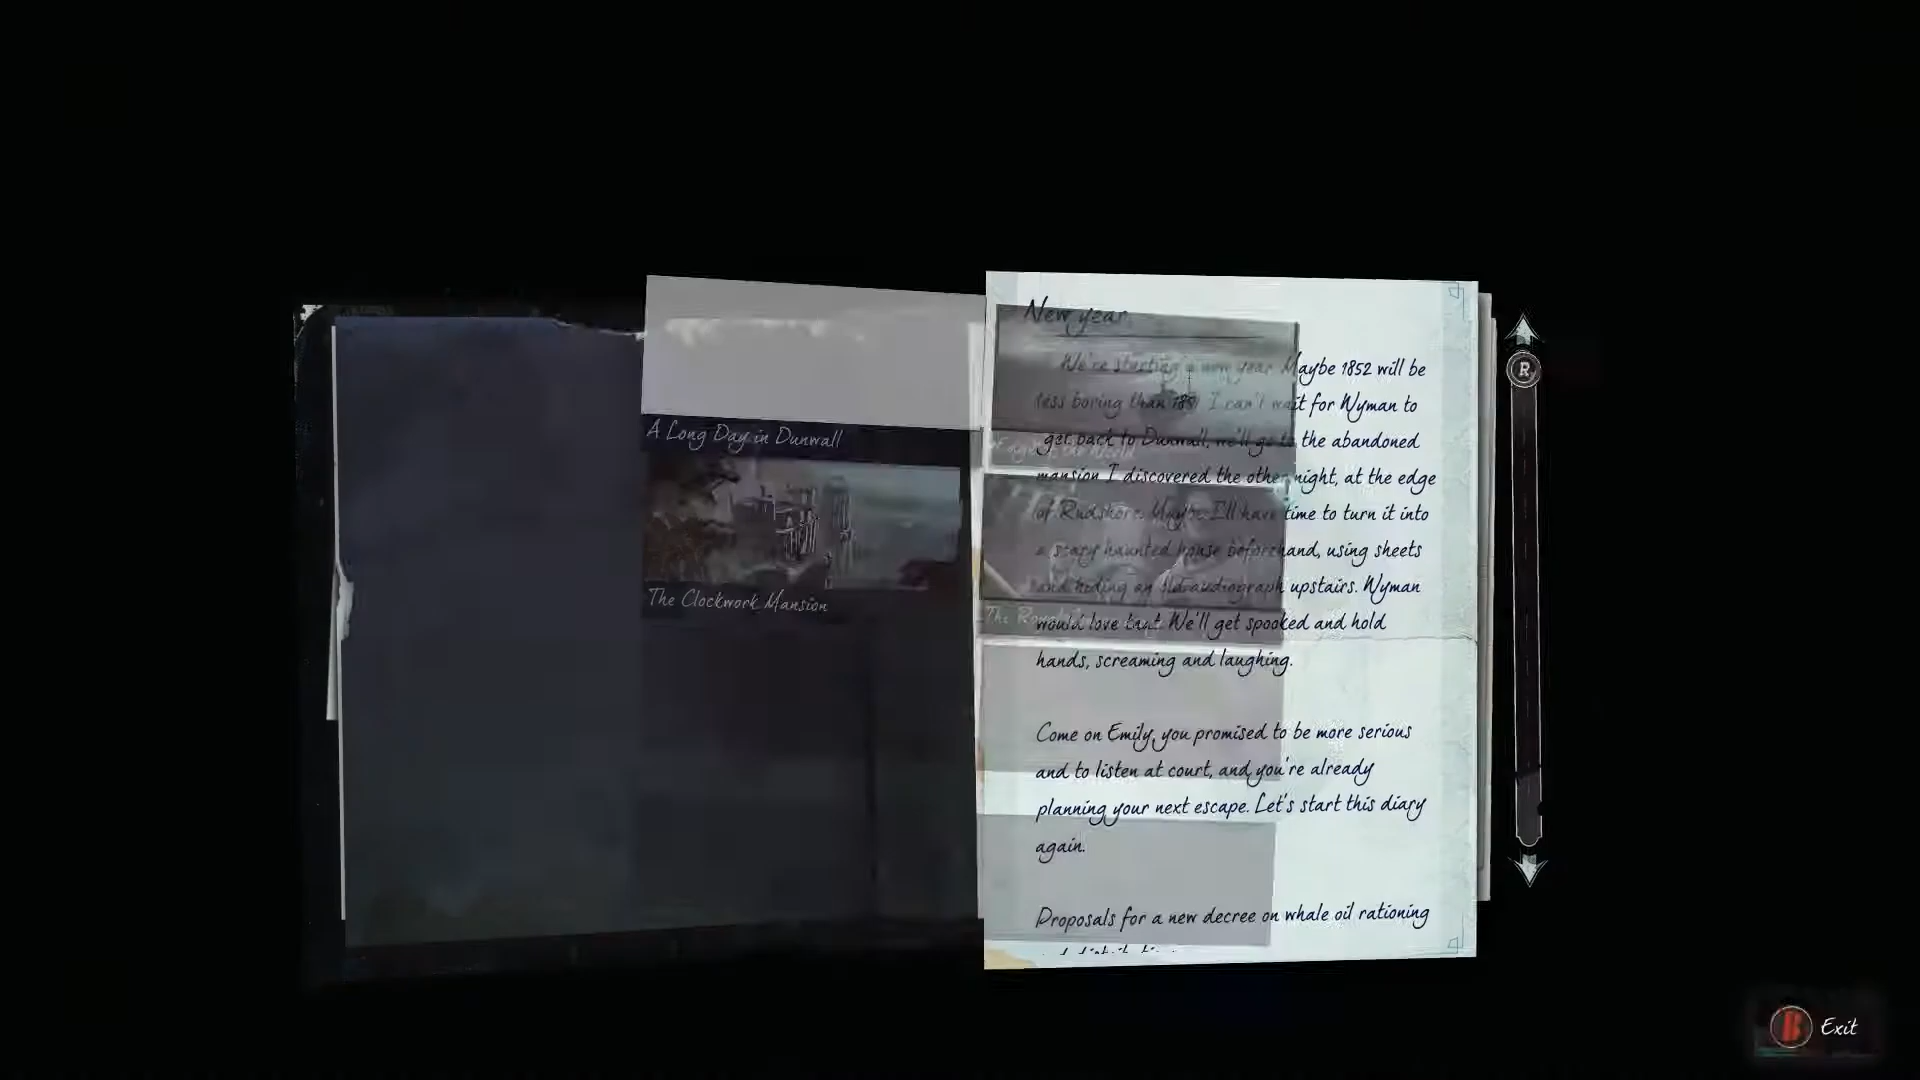 A Long Day in Dunwall
The Clockwork Mansion
New year
We're starting a new year. Maybe 1852 will be
less boring than 1851. I can't wait for Wyman to
get back to Dunwall, we'll go to the abandoned
mansion I discovered the other night, at the edge
of Rudshore. Maybe I'll have time to turn it into
a scary haunted house beforehand, using sheets
and hiding an old audiograph upstairs. Wyman
would love that. We'll get spooked and hold
hands, screaming and laughing.
Come on Emily, you promised to be more serious
and to listen at court, and you're already
planning your next escape. Let's start this diary
again.
Proposals for a new decree on whale oil rationing
R
B Exit